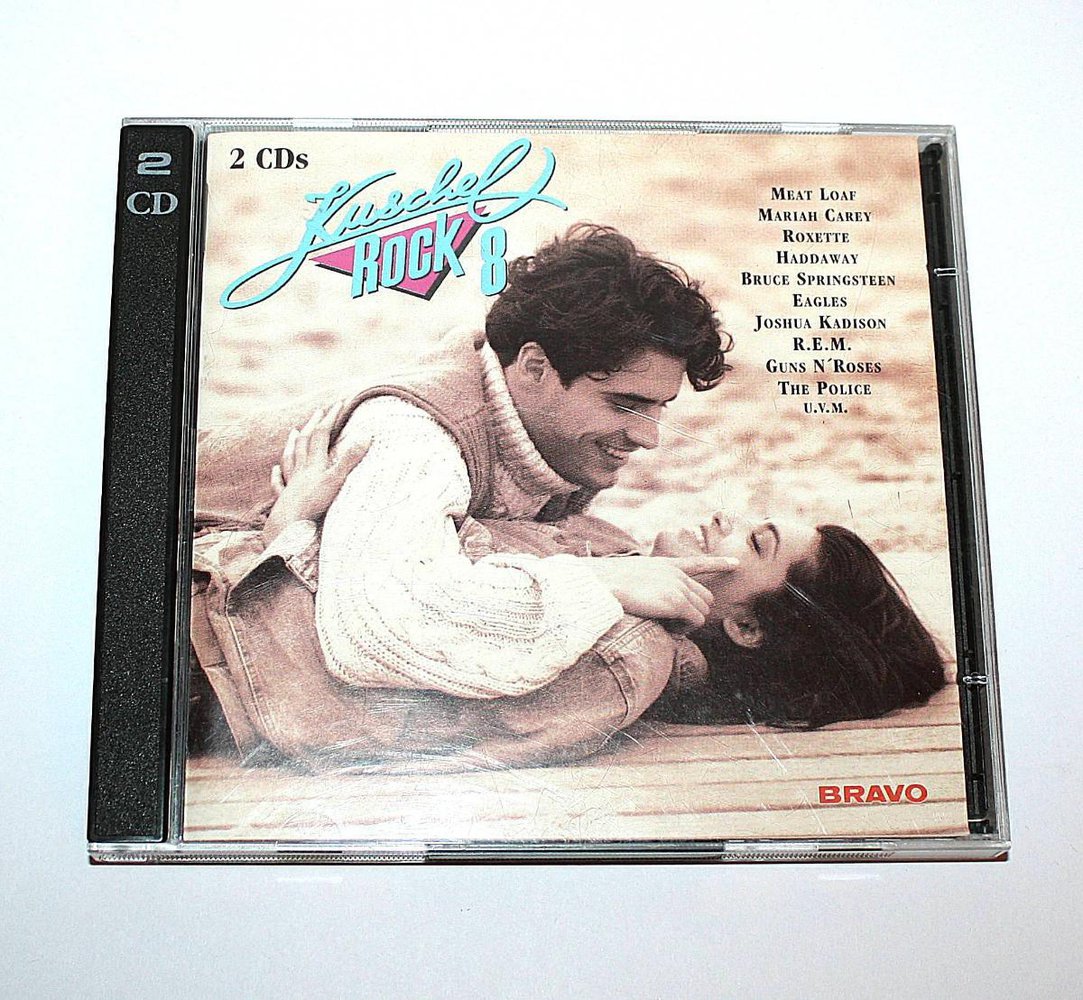 2
CD
2 CDs
Kuschel
ROCK 8
MEAT LOAF
MARIAH CAREY
ROXETTE
HADDAWAY
BRUCE SPRINGSTEEN
EAGLES
JOSHUA KADISON
R.E.M.
GUNS N´ROSES
THE POLICE
U.V.M.
BRAVO